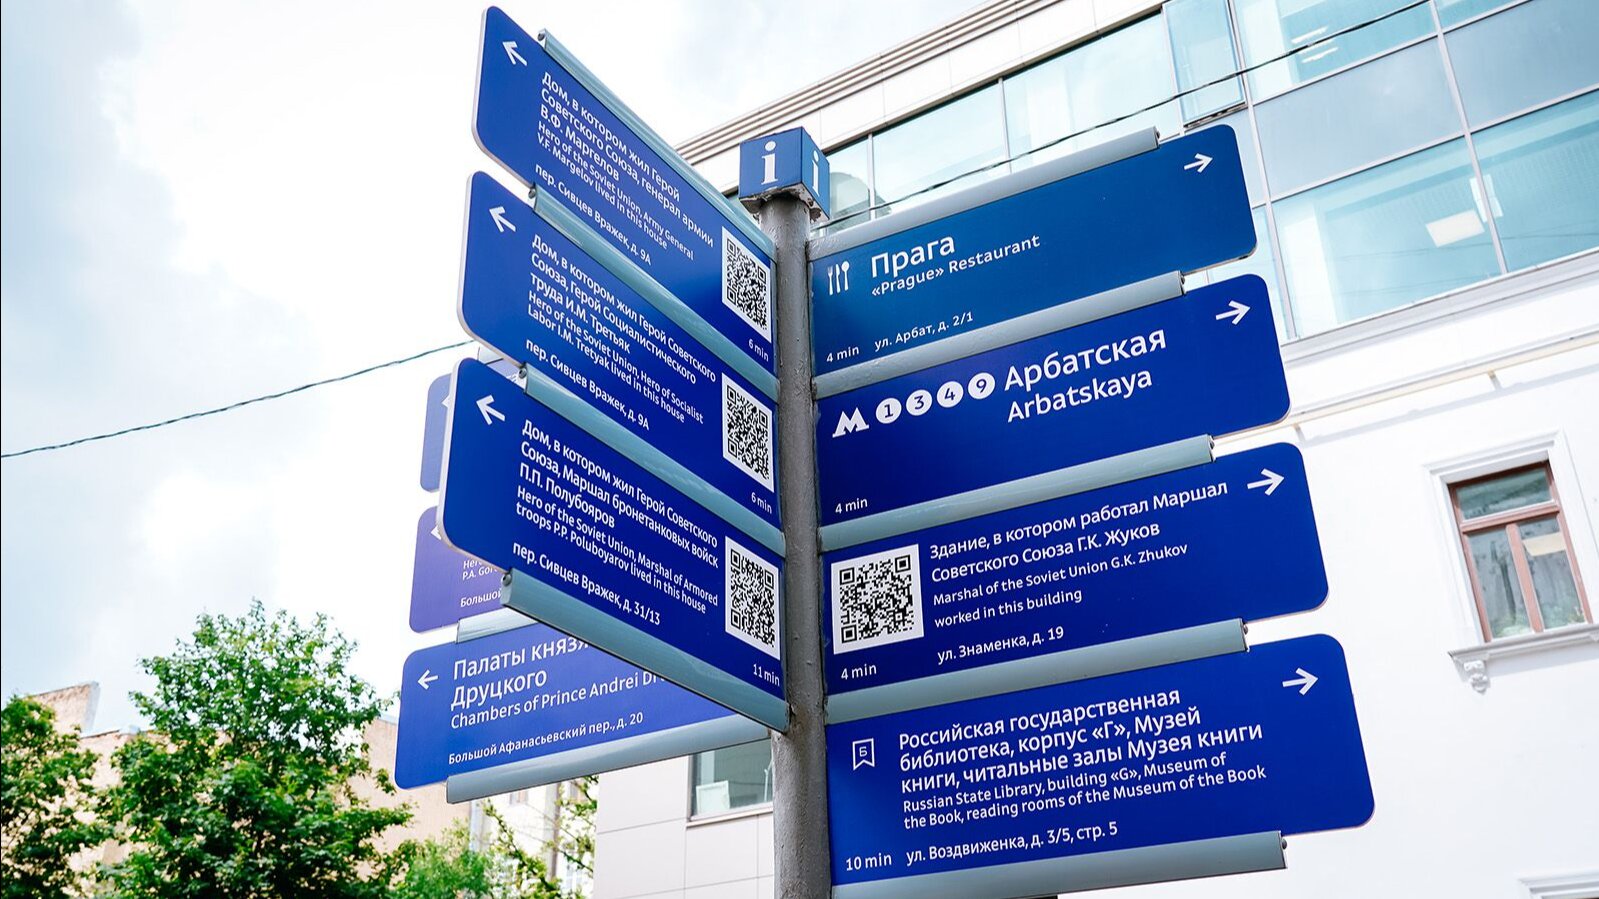 i i
Дом, в котором жил Герой
Советского Союза, генерал армии
В.Ф. Маргелов
Hero of the Soviet Union, Army General
V.F. Margelov lived in this house
пер. Сивцев Вражек, д. 9А
6 min
Дом, в котором жил Герой Советского
Союза, Герой Социалистического
Труда И.М. Третьяк
Hero of the Soviet Union, Hero of Socialist
Labor I.M. Tretyak lived in this house
пер. Сивцев Вражек, д. 9А
6 min
Дом, в котором жил Герой Советского
Союза, Маршал бронетанковых войск
П.П. Полубояров
Hero of the Soviet Union, Marshal of Armored
troops P.P. Poluboyarov lived in this house
пер. Сивцев Вражек, д. 31/13
11 min
P.A.
Большой
Палаты
Друцкого
Chambers of Prince Andrei
Большой Афанасьевский пер., д. 20
Прага
«Prague» Restaurant
4 min ул. Арбат, д. 2/1
М 1 3 4 9 Арбатская
Arbatskaya
4 min
Здание, в котором работал Маршал
Советского Союза Г.К. Жуков
Marshal of the Soviet Union G.K. Zhukov
worked in this building
4 min ул. Знаменка, д. 19
Б
Российская государственная
библиотека, корпус «Г», Музей
книги, читальные залы Музея книги
Russian State Library, building «G», Museum of
the Book, reading rooms of the Museum of the Book
10 min ул. Воздвиженка, д. 3/5, стр. 5